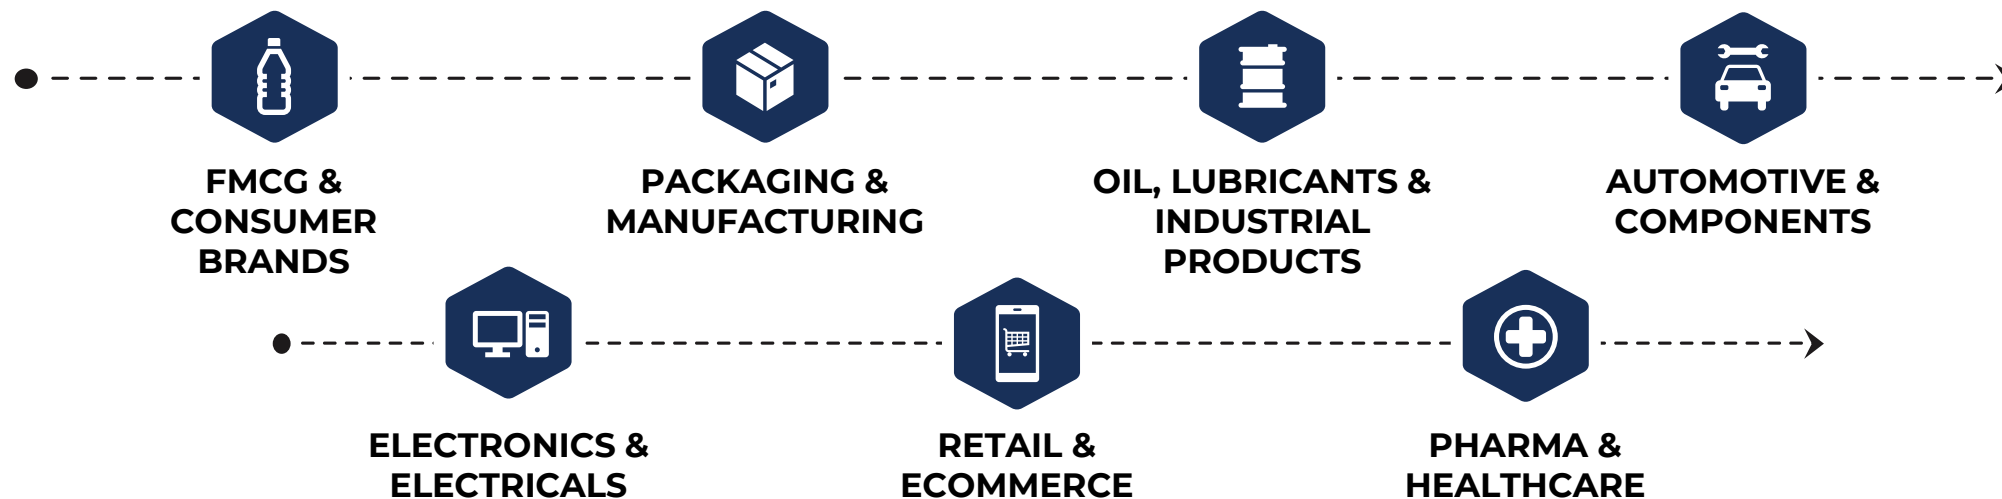 FMCG &
CONSUMER
BRANDS
PACKAGING &
MANUFACTURING
OIL, LUBRICANTS &
INDUSTRIAL
PRODUCTS
AUTOMOTIVE &
COMPONENTS
ELECTRONICS &
ELECTRICALS
RETAIL &
ECOMMERCE
PHARMA &
HEALTHCARE